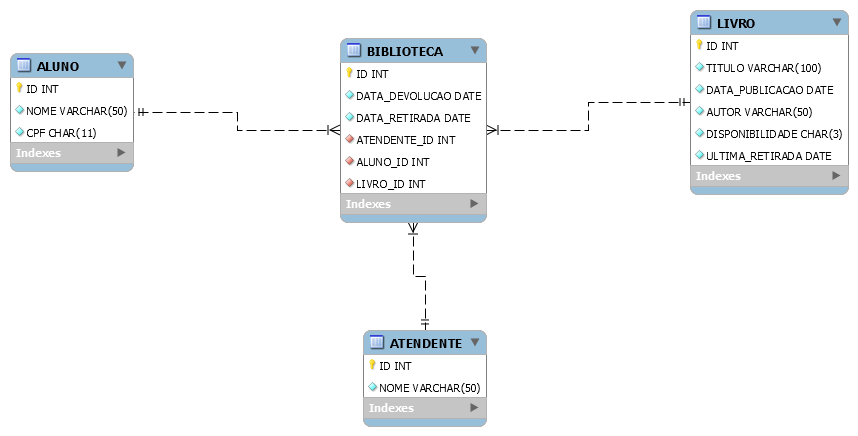 ALUNO
ID INT
NOME VARCHAR(50)
CPF CHAR(11)
Indexes
BIBLIOTECA
ID INT
DATA_DEVOLUCAO DATE
DATA_RETIRADA DATE
ATENDENTE_ID INT
ALUNO_ID INT
LIVRO_ID INT
Indexes
LIVRO
ID INT
TITULO VARCHAR(100)
DATA_PUBLICACAO DATE
AUTOR VARCHAR(50)
DISPONIBILIDADE CHAR(3)
ULTIMA_RETIRADA DATE
Indexes
ATENDENTE
ID INT
NOME VARCHAR(50)
Indexes